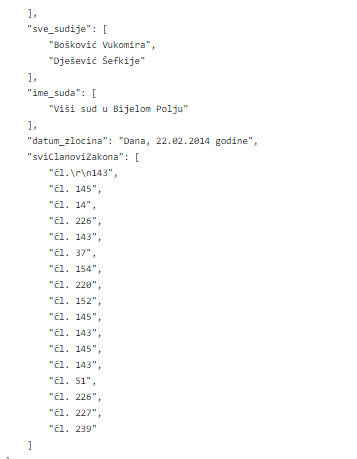 ],
"sve_sudije": [
"Bošković Vukomira",
"Dješević Šefkije"
],
"ime_suda": [
"Viši sud u Bijelom Polju"
],
"datum_zlocina": "Dana, 22.02.2014 godine",
"sviClanoviZakona": [
"čl.\r\n143",
"čl. 145",
"čl. 14",
"čl. 226",
"čl. 143",
"čl. 37",
"čl. 154",
"čl. 220",
"čl. 152",
"čl. 145",
"čl. 143",
"čl. 145",
"čl. 143",
"čl. 51",
"čl. 226",
"čl. 227",
"čl. 239"
]